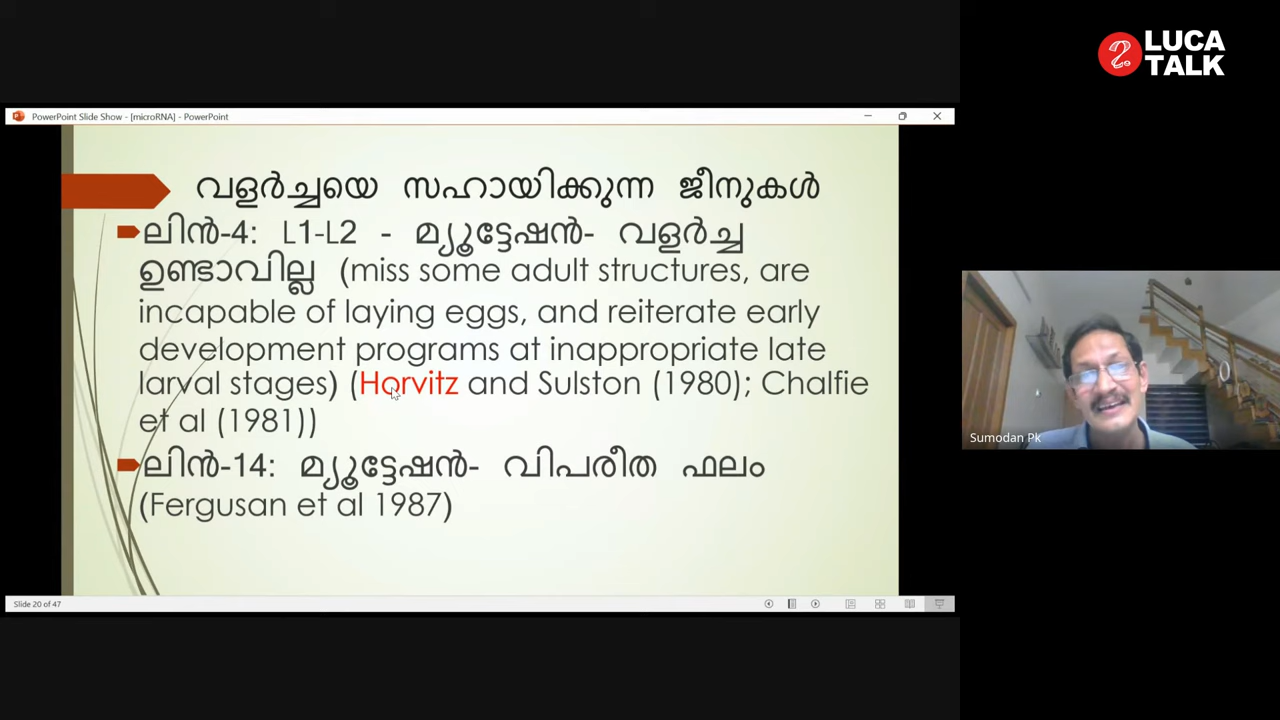 LUCA
TALK
PowerPoint Slide Show - [microRNA] - PowerPoint
വളർച്ചയെ സഹായിക്കുന്ന ജീനുകൾ
ലിൻ-4: L1-L2 - മ്യൂട്ടേഷൻ- വളർച്ച
ഉണ്ടാവില്ല (miss some adult structures, are
incapable of laying eggs, and reiterate early
development programs at inappropriate late
larval stages) (Horvitz and Sulston (1980); Chalfie
et al (1981))
ലിൻ-14: മ്യൂട്ടേഷൻ- വിപരീത ഫലം
(Fergusan et al 1987)
Sumodan Pk
Slide 20 of 47